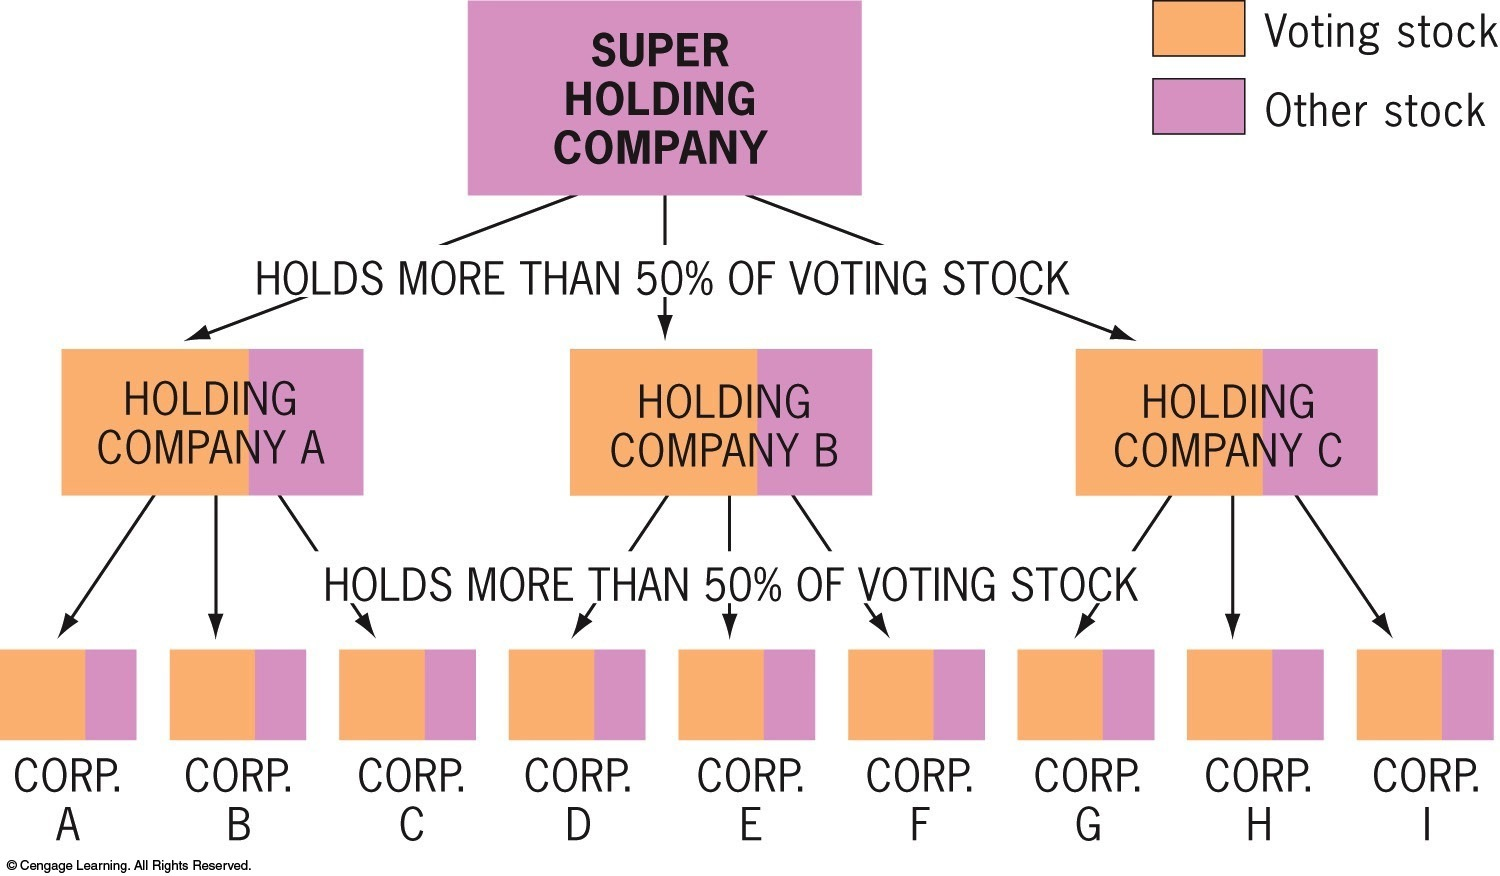 SUPER
HOLDING
COMPANY
Voting stock
Other stock
HOLDS MORE THAN 50% OF VOTING STOCK
HOLDING
COMPANY A
HOLDING
COMPANY B
HOLDING
COMPANY C
HOLDS MORE THAN 50% OF VOTING STOCK
CORP.
A
CORP.
B
CORP.
C
CORP.
D
CORP.
E
CORP.
F
CORP.
G
CORP.
H
CORP.
I
© Cengage Learning. All Rights Reserved.